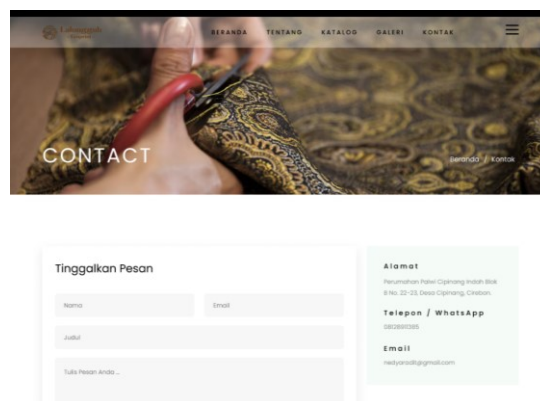 BERANDA TENTANG KATALOG GALERI KONTAK
CONTACT
Beranda / Kontak
Tinggalkan Pesan
Nama
Email
Judul
Tulis Pesan Anda ...
Alamat
Perumahan Palwi Cipinang Indah Blok
B No. 22-23, Desa Cipinang, Cirebon.
Telepon / WhatsApp
Email